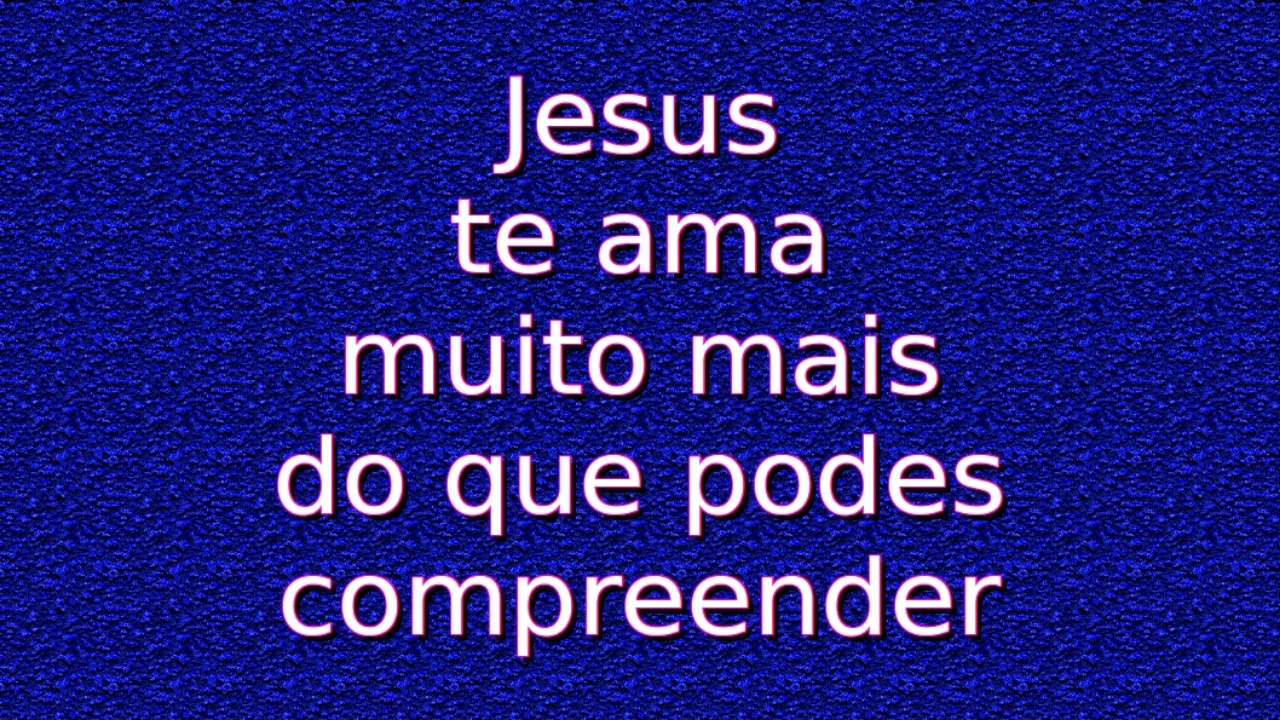 Jesus
te ama
muito mais
do que podes
compreender